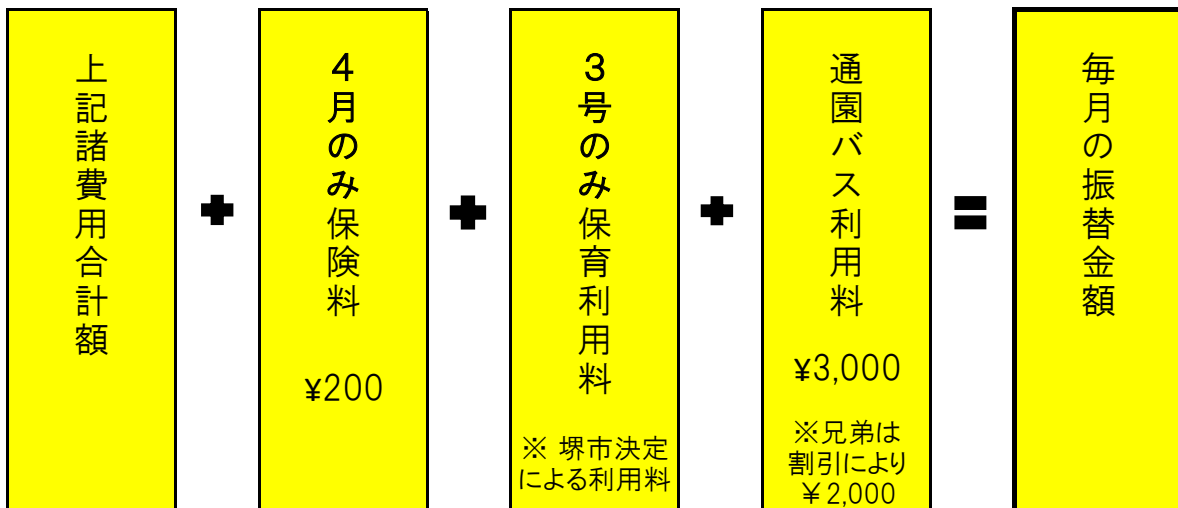 上記諸費用合計額
＋
４月のみ保険料
¥200
＋
３号のみ保育利用料
※ 堺市決定
による利用料
＋
通園バス利用料
¥3,000
※兄弟は
割引により
￥2,000
＝
毎月の振替金額